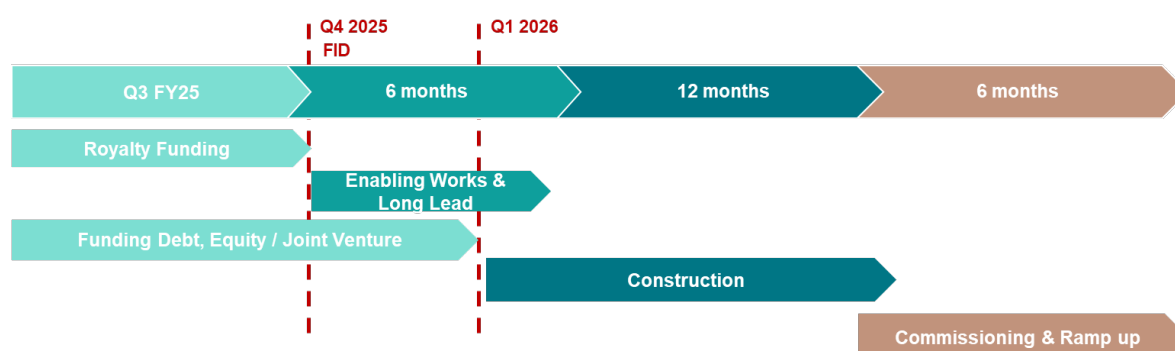 Q4 2025
FID
Q1 2026
Q3 FY25
6 months
12 months
6 months
Royalty Funding
Enabling Works &
Long Lead
Funding Debt, Equity / Joint Venture
Construction
Commissioning & Ramp up